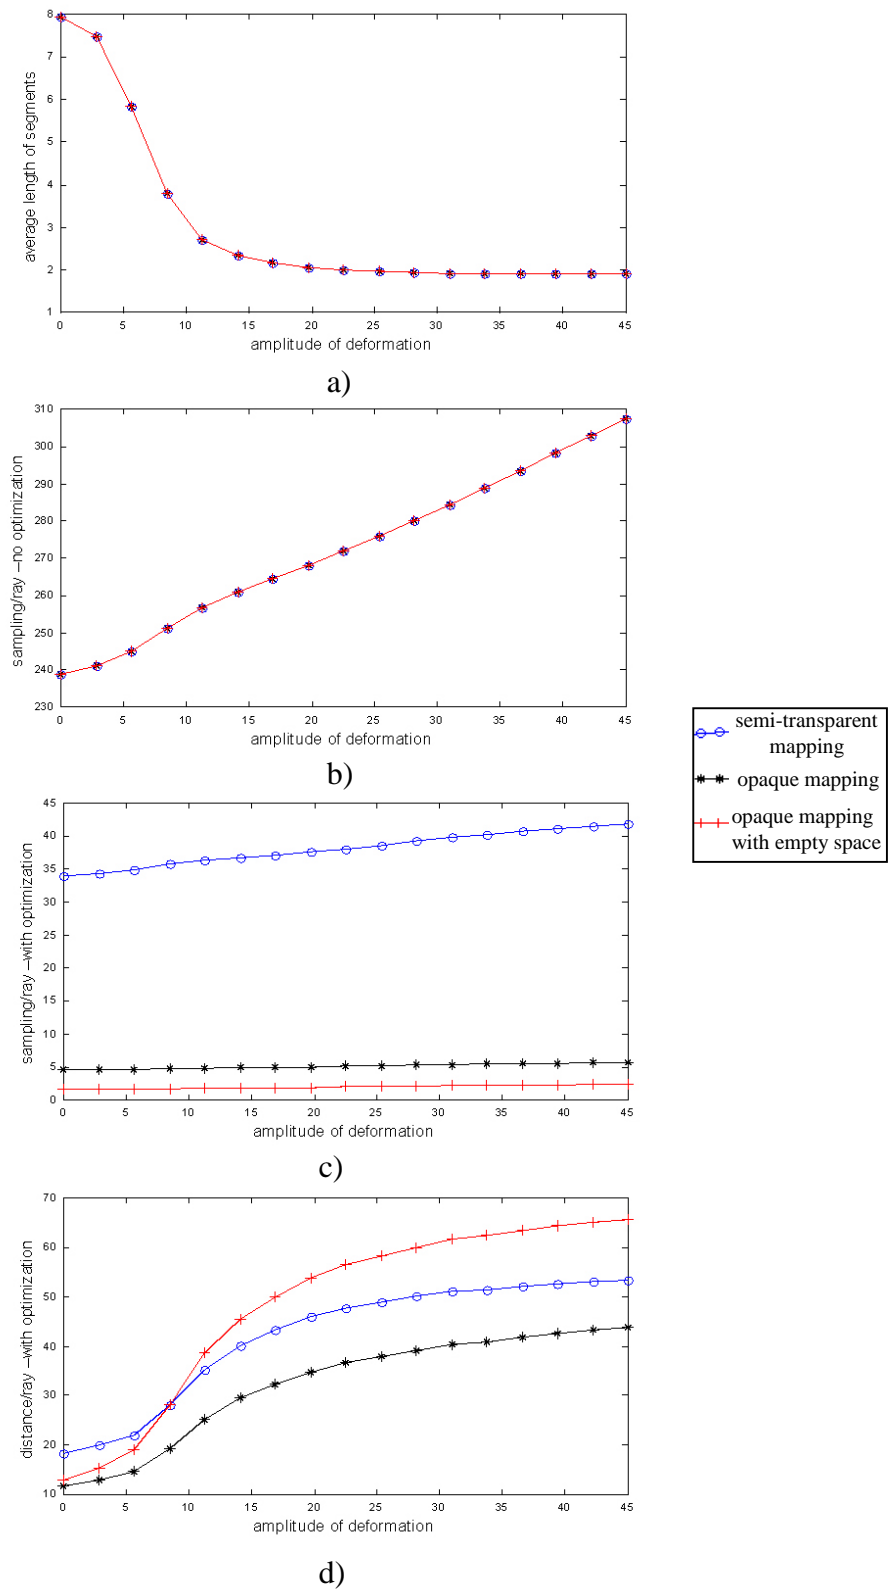 8
7
6
5
4
3
2
1
average length of segments
0 5 10 15 20 25 30 35 40 45
amplitude of deformation
a)
310
300
290
280
270
260
250
240
230
sampling/ray –no optimization
0 5 10 15 20 25 30 35 40 45
amplitude of deformation
b)
semi-transparent
mapping
opaque mapping
opaque mapping
with empty space
45
40
35
30
25
20
15
10
5
0
sampling/ray –with optimization
0 5 10 15 20 25 30 35 40 45
amplitude of deformation
c)
70
60
50
40
30
20
10
distance/ray –with optimization
0 5 10 15 20 25 30 35 40 45
amplitude of deformation
d)